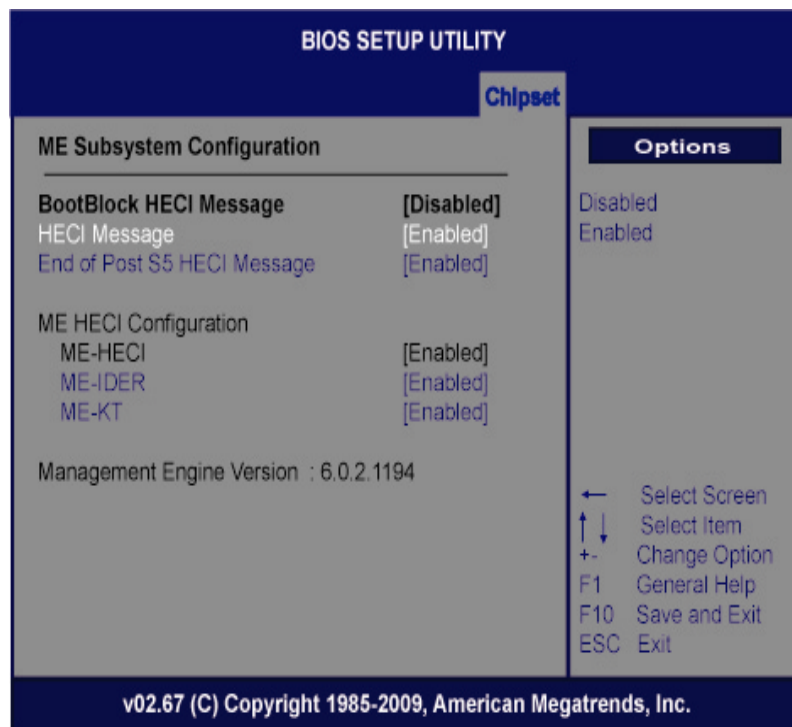 BIOS SETUP UTILITY
Chipset
ME Subsystem Configuration
BootBlock HECI Message [Disabled]
HECI Message [Enabled]
End of Post S5 HECI Message [Enabled]
ME HECI Configuration
ME-HECI [Enabled]
ME-IDER [Enabled]
ME-KT [Enabled]
Management Engine Version : 6.0.2.1194
Options
Disabled
Enabled
← Select Screen
↑↓ Select Item
+- Change Option
F1 General Help
F10 Save and Exit
ESC Exit
v02.67 (C) Copyright 1985-2009, American Megatrends, Inc.